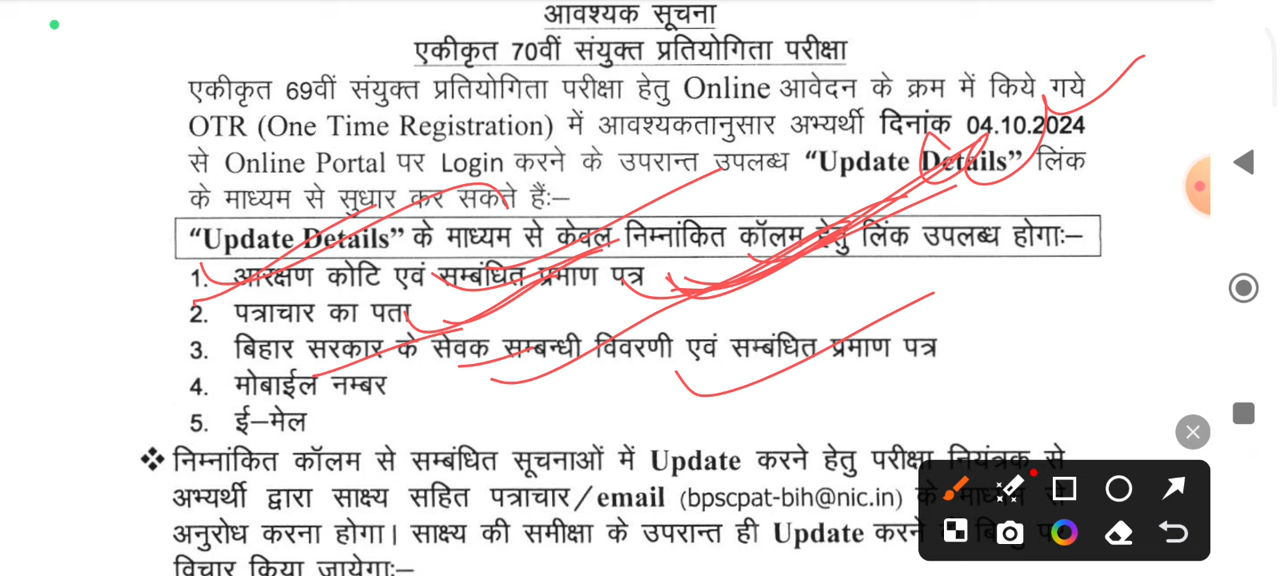 आवश्यक सूचना
एकीकृत 70वीं संयुक्त प्रतियोगिता परीक्षा
एकीकृत 69वीं संयुक्त प्रतियोगिता परीक्षा हेतु Online आवेदन के क्रम में किये गये
OTR (One Time Registration) में आवश्यकतानुसार अभ्यर्थी दिनांक 04.10.2024
से Online Portal पर Login करने के उपरान्त उपलब्ध “Update Details” लिंक
के माध्यम से सुधार कर सकते हैंः–
“Update Details” के माध्यम से केवल निम्नांकित कॉलम हेतु लिंक उपलब्ध होगाः–
1. आरक्षण कोटि एवं सम्बंधित प्रमाण पत्र
2. पत्राचार का पता
3. बिहार सरकार के सेवक सम्बन्धी विवरणी एवं सम्बंधित प्रमाण पत्र
4. मोबाईल नम्बर
5. ई–मेल
❖ निम्नांकित कॉलम से सम्बंधित सूचनाओं में Update करने हेतु परीक्षा नियंत्रक से
अभ्यर्थी द्वारा साक्ष्य सहित पत्राचार/email (bpscpat-bih@nic.in) के माध्यम से
अनुरोध करना होगा। साक्ष्य की समीक्षा के उपरान्त ही Update करने
विचार किया जायेगाः–